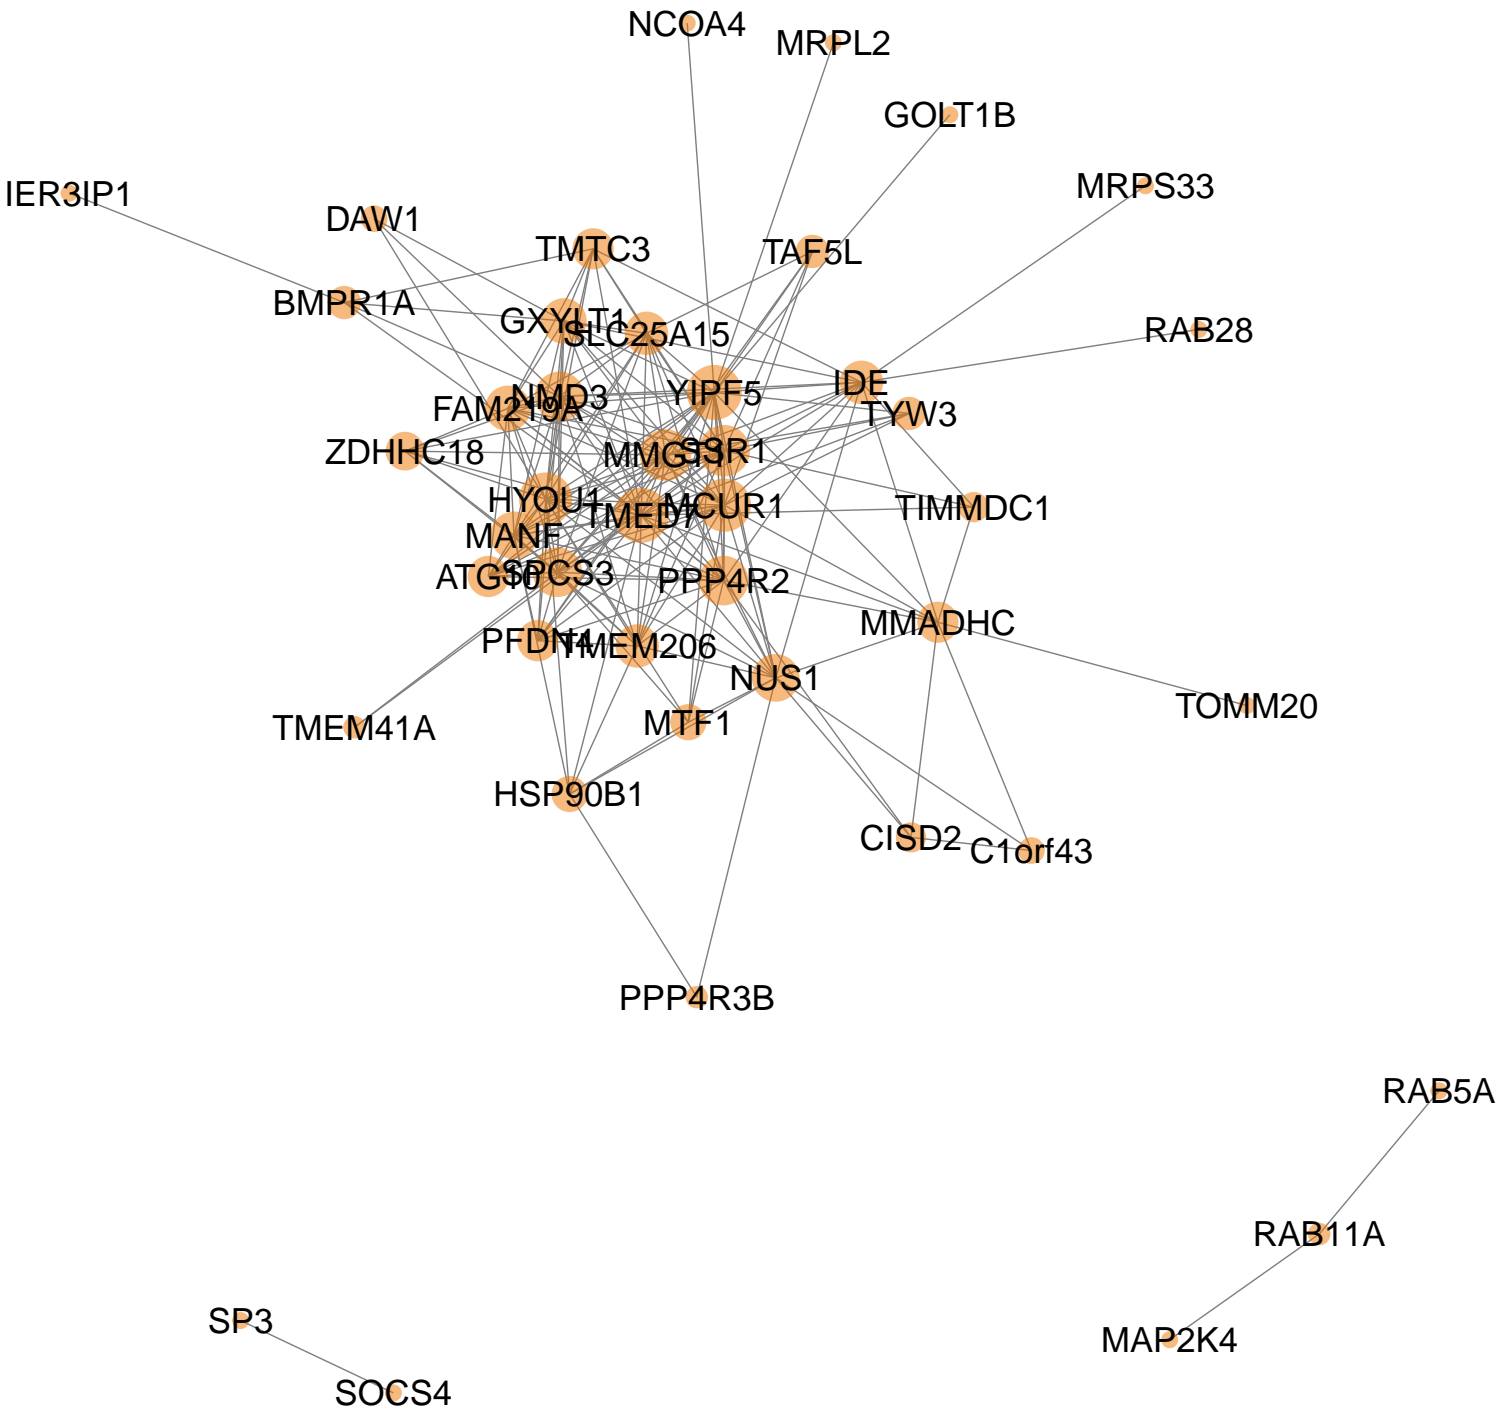 NCOA4
MRPL2
GOLT1B
MRPS33
IER3IP1
DAW1
TMTC3
TAF5L
BMPR1A
GXYLT1
SLC25A15
RAB28
YIPF5
IDE
NMD3
FAM219A
TYW3
ZDHHC18
MMGT1
SSR1
HYOU1
TMED7
MCUR1
TIMMDC1
MANF
ATG10
SPCS3
PPP4R2
MMADHC
PFDN4
TMEM206
NUS1
TOMM20
TMEM41A
MTF1
HSP90B1
CISD2
C1orf43
PPP4R3B
RAB5A
RAB11A
SP3
MAP2K4
SOCS4